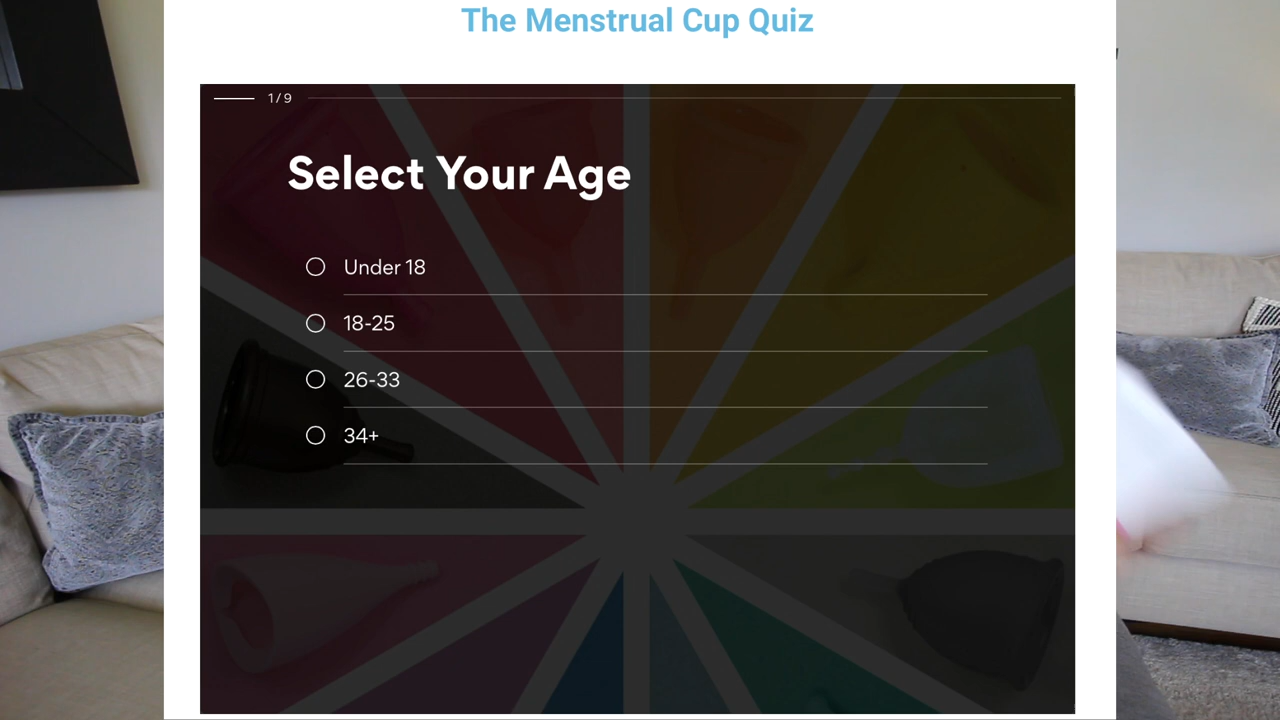 The Menstrual Cup Quiz
1/9
Select Your Age
Under 18
18-25
26-33
34+